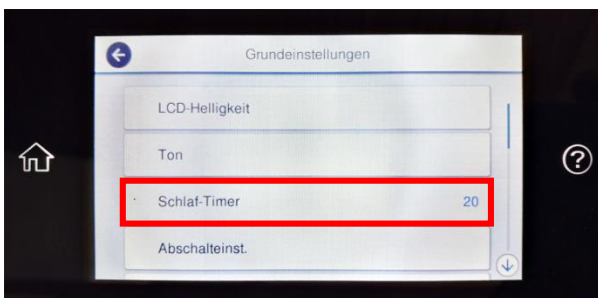 Grundeinstellungen
LCD-Helligkeit
Ton
Schlaf-Timer 20
Abschalteinst.